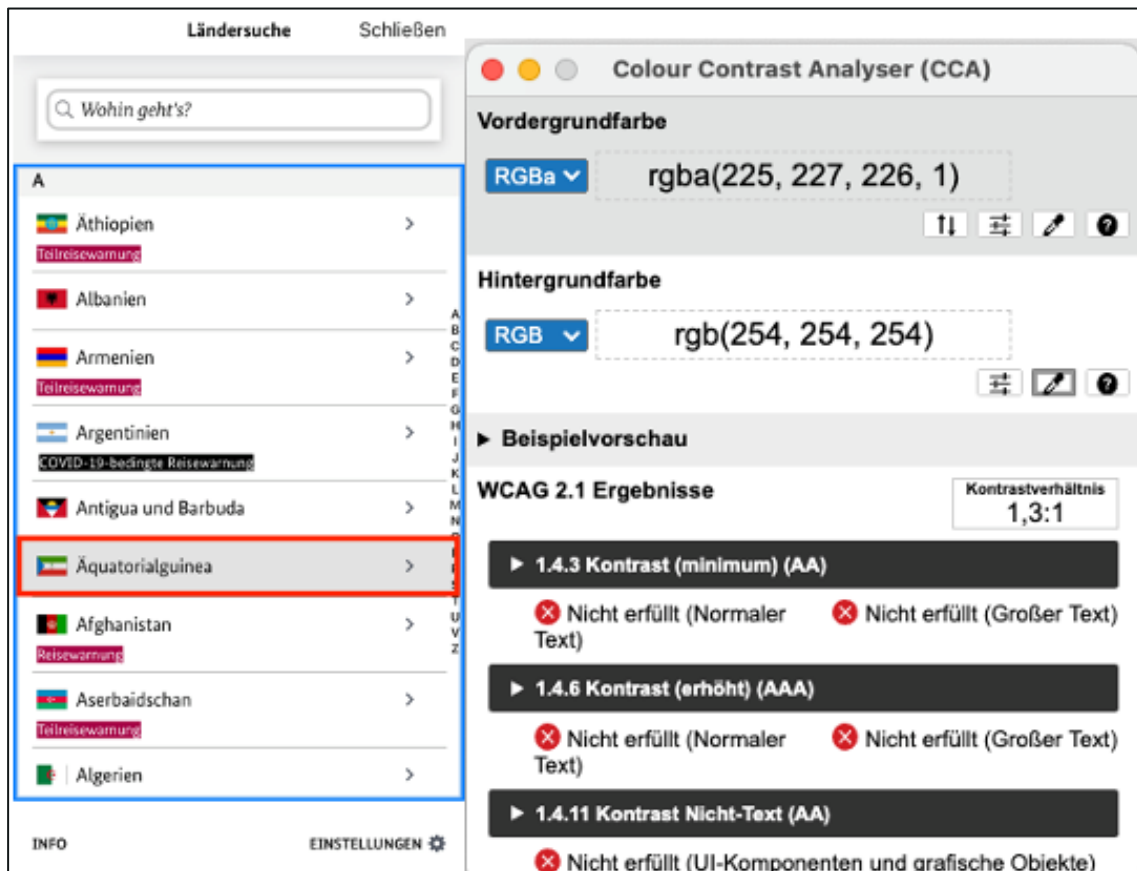 Ländersuche Schließen
Wohin geht's?
A
Äthiopien
Teilreisewarnung
Albanien
Armenien
Teilreisewarnung
Argentinien
COVID-19-bedingte Reisewarnung
Antigua und Barbuda
Äquatorialguinea
Afghanistan
Reisewarnung
Aserbaidschan
Teilreisewarnung
Algerien
A
B
C
D
E
F
G
H
I
J
K
L
M
N
S
T
U
V
Z
INFO EINSTELLUNGEN
Colour Contrast Analyser (CCA)
Vordergrundfarbe
RGBa rgba(225, 227, 226, 1)
Hintergrundfarbe
RGB rgb(254, 254, 254)
Beispielvorschau
WCAG 2.1 Ergebnisse
Kontrastverhältnis
1,3:1
1.4.3 Kontrast (minimum) (AA)
Nicht erfüllt (Normaler Nicht erfüllt (Großer Text)
Text)
1.4.6 Kontrast (erhöht) (AAA)
Nicht erfüllt (Normaler Nicht erfüllt (Großer Text)
Text)
1.4.11 Kontrast Nicht-Text (AA)
Nicht erfüllt (UI-Komponenten und grafische Objekte)